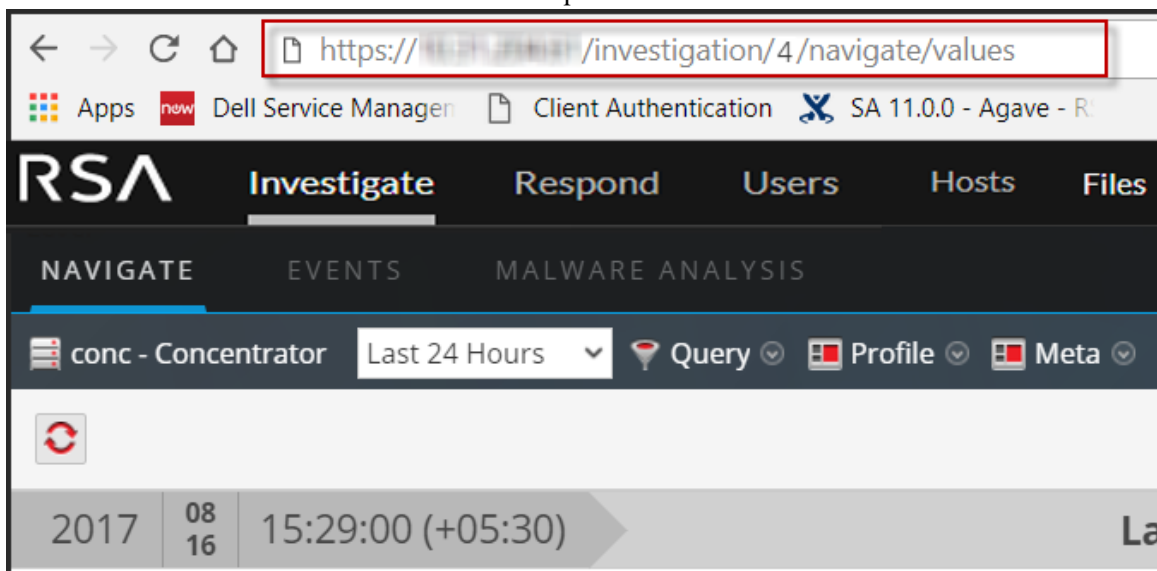 https:// /investigation/4/navigate/values
Apps now Dell Service Managen Client Authentication SA 11.0.0 - Agave - R
RSA Investigate Respond Users Hosts Files
NAVIGATE EVENTS MALWARE ANALYSIS
conc - Concentrator Last 24 Hours Query Profile Meta
2017 08 16 15:29:00 (+05:30) La